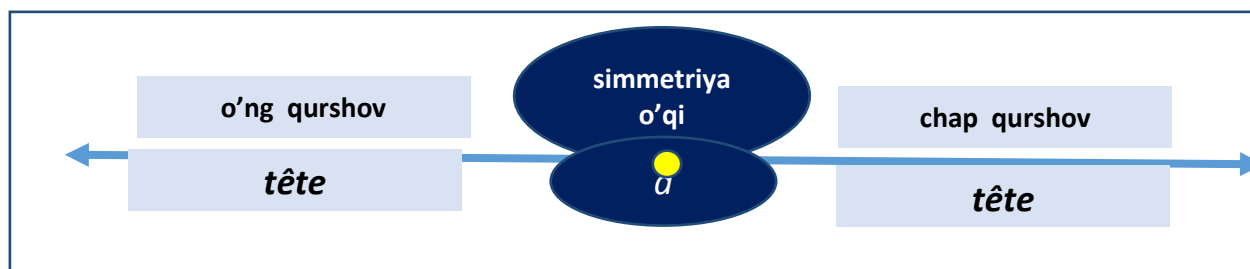 simmetriya
o’qi
o’ng qurshov
chap qurshov
tête
à
tête